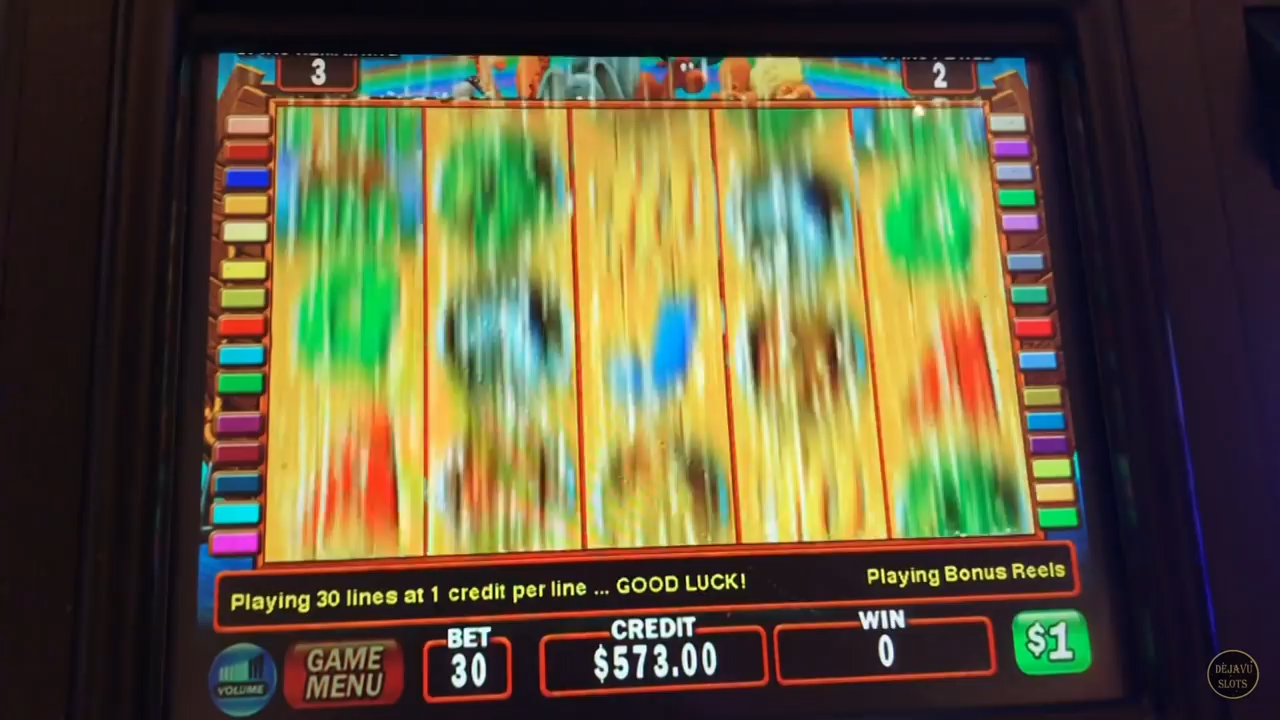 3
2
Playing 30 lines at 1 credit per line ... GOOD LUCK!
Playing Bonus Reels
VOLUME
GAME
MENU
BET
30
CREDIT
$573.00
WIN
0
$1
DÉJÀVU
SLOTS